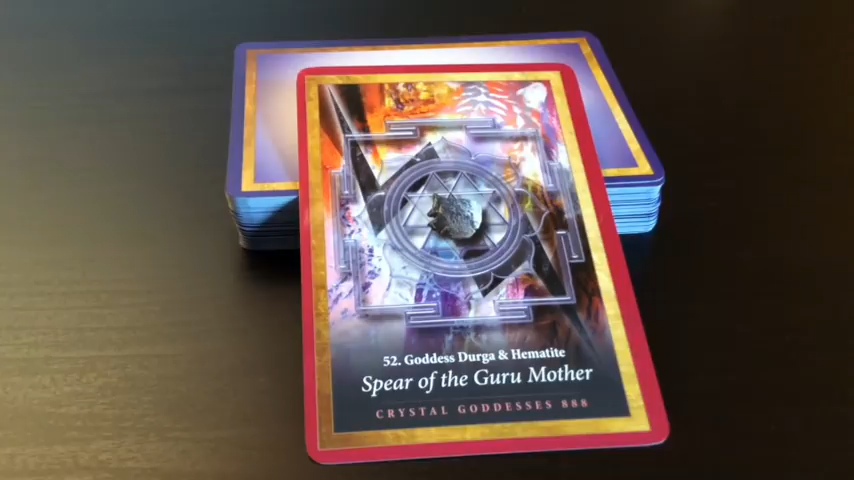 52. Goddess Durga & Hematite
Spear of the Guru Mother
CRYSTAL GODDESSES 888